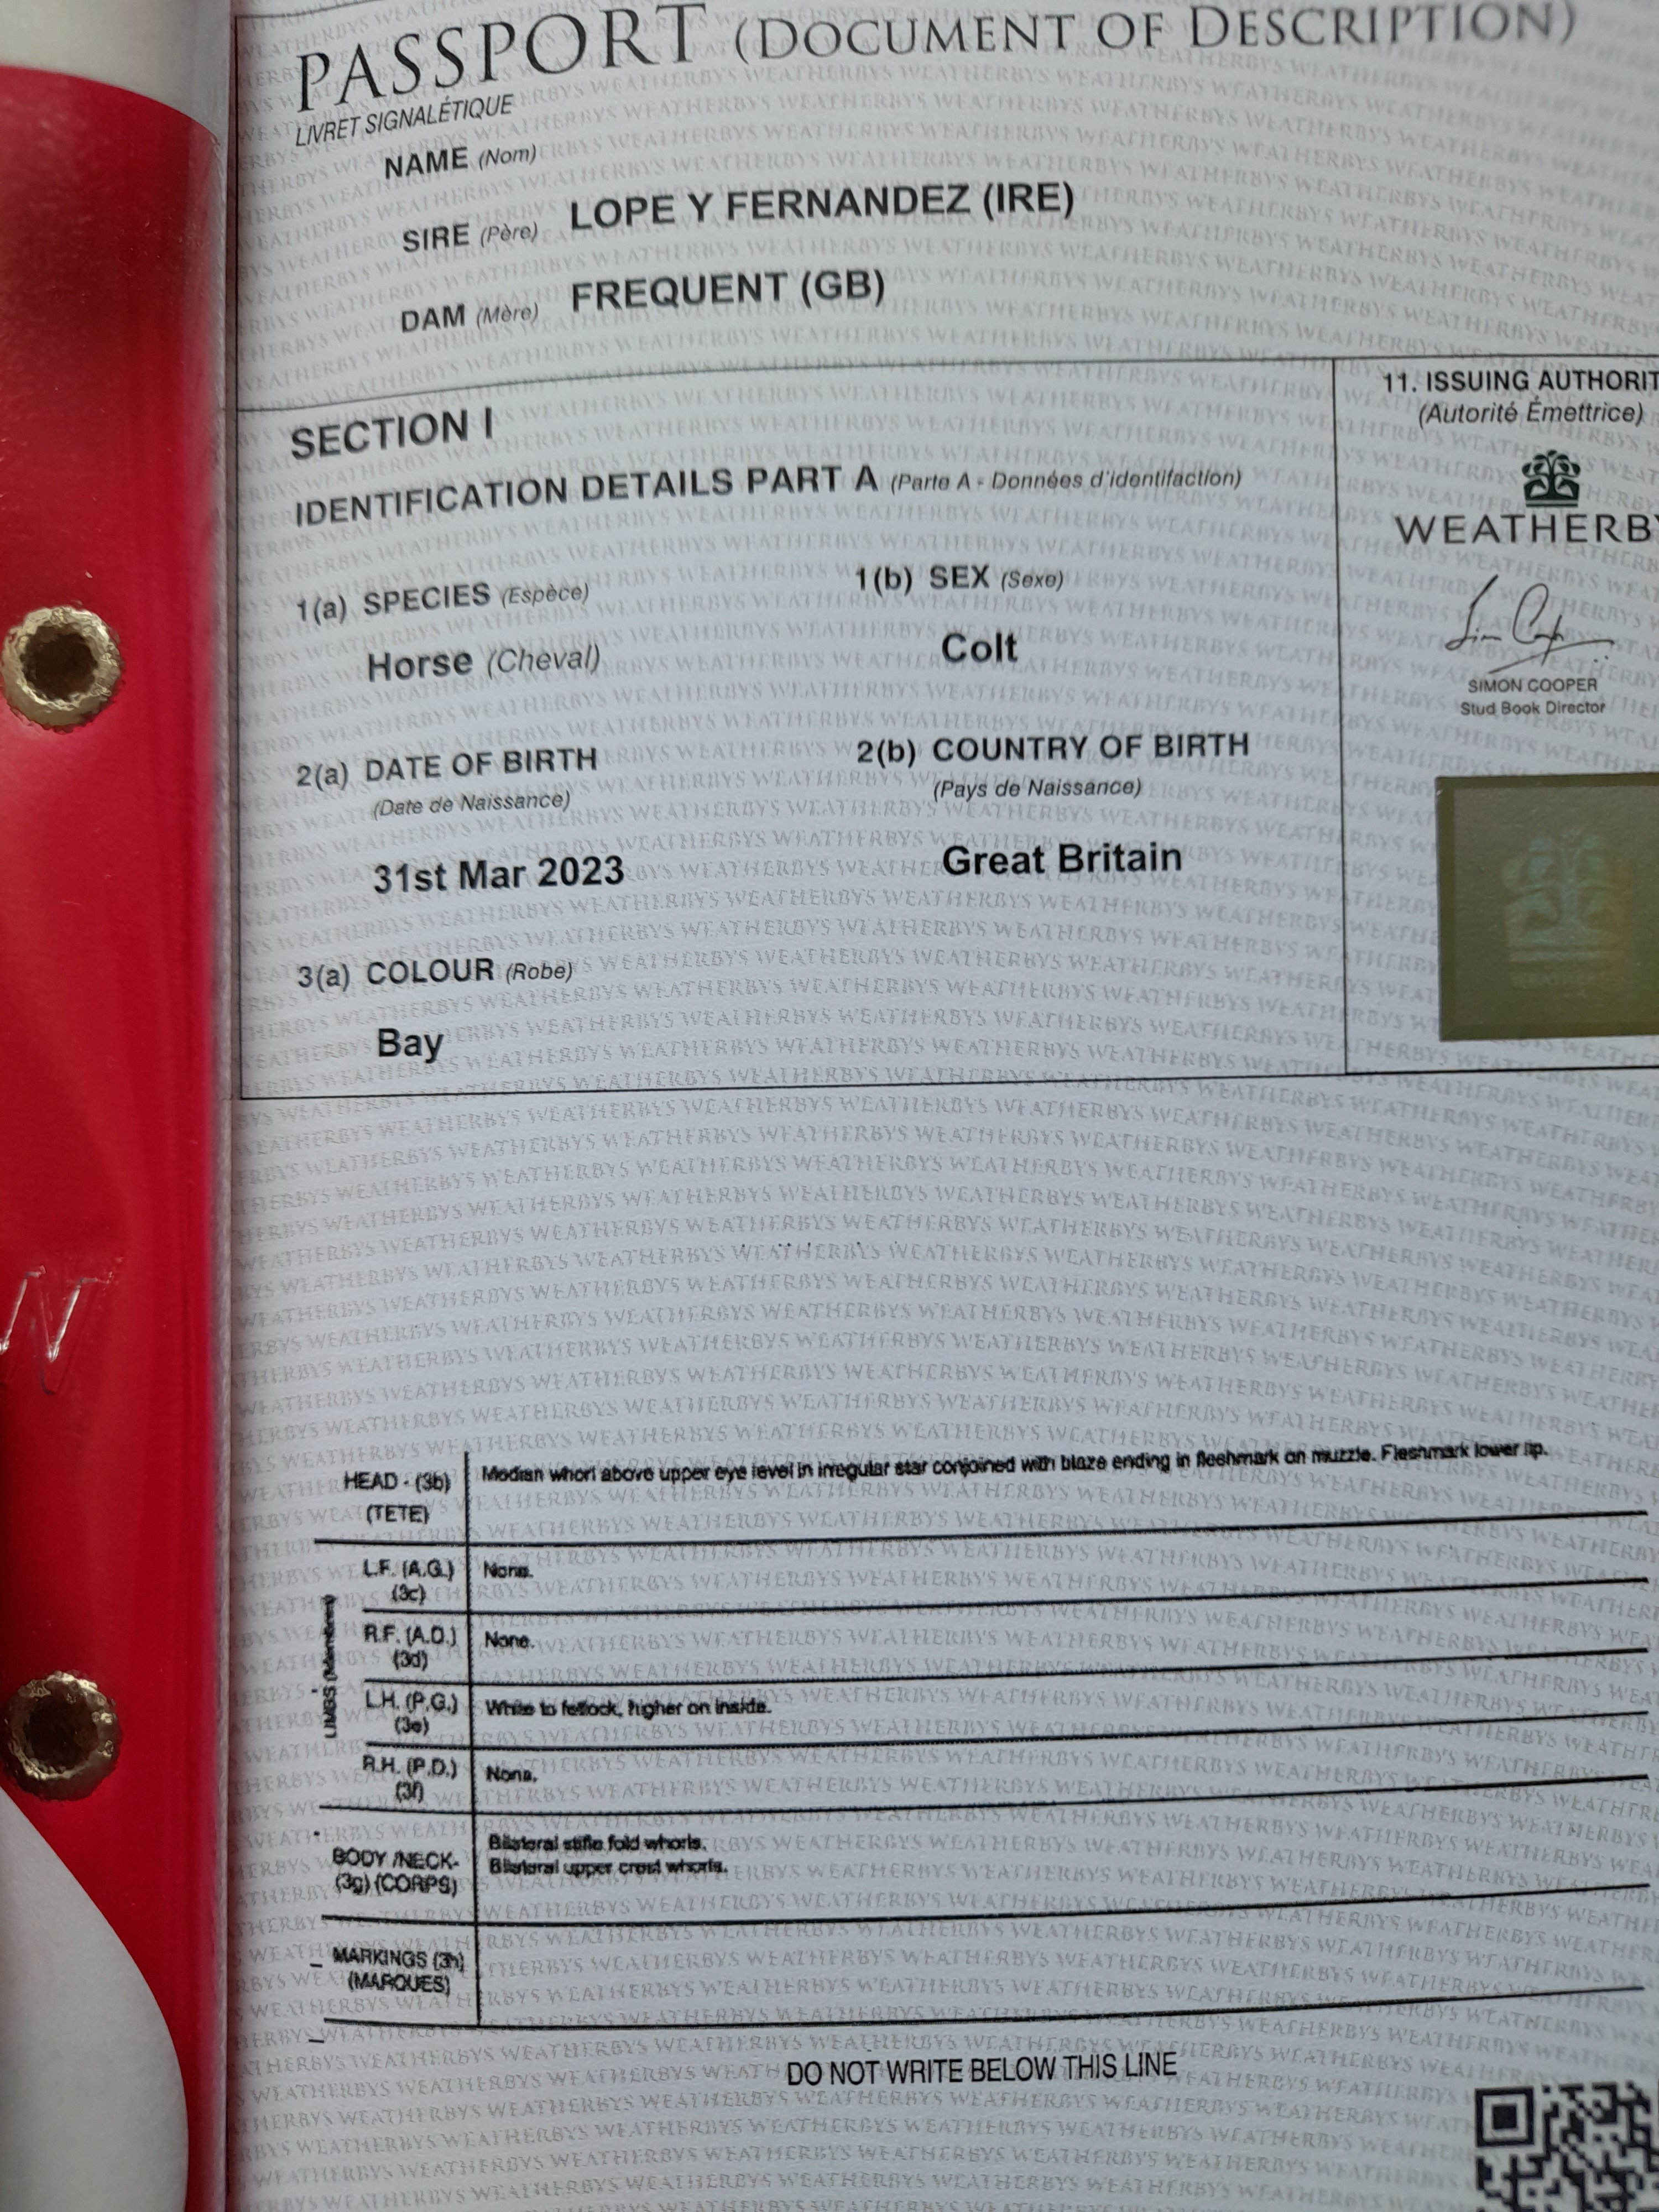 PASSPORT (DOCUMENT OF DESCRIPTION)
LIVRET SIGNALÉTIQUE
NAME (Nom)
SIRE (Père) LOPE Y FERNANDEZ (IRE)
DAM (Mère) FREQUENT (GB)
SECTION I
IDENTIFICATION DETAILS PART A (Parte A - Données d'identifaction)
1(a) SPECIES (Espèce)
Horse (Cheval)
1(b) SEX (Sexe)
Colt
2(a) DATE OF BIRTH
(Date de Naissance)
31st Mar 2023
2(b) COUNTRY OF BIRTH
(Pays de Naissance)
Great Britain
3(a) COLOUR (Robe)
Bay
11. ISSUING AUTHORIT
(Autorité Émettrice)
WEATHERBY
SIMON COOPER
Stud Book Director
HEAD - (3b)
(TETE)
Median whorl above upper eye level in irregular star conjoined with blaze ending in fleshmark on muzzle. Fleshmark lower lip.
LIMBS (Membres)
L.F. (A.G.)
(3c)
None.
R.F. (A.D.)
(3d)
None.
L.H. (P.G.)
(3e)
White to fetlock, higher on inside.
R.H. (P.D.)
(3f)
None.
BODY /NECK-
(3g) (CORPS)
Bilateral stifle fold whorls.
Bilateral upper crest whorls.
MARKINGS (3h)
(MARQUES)
DO NOT WRITE BELOW THIS LINE